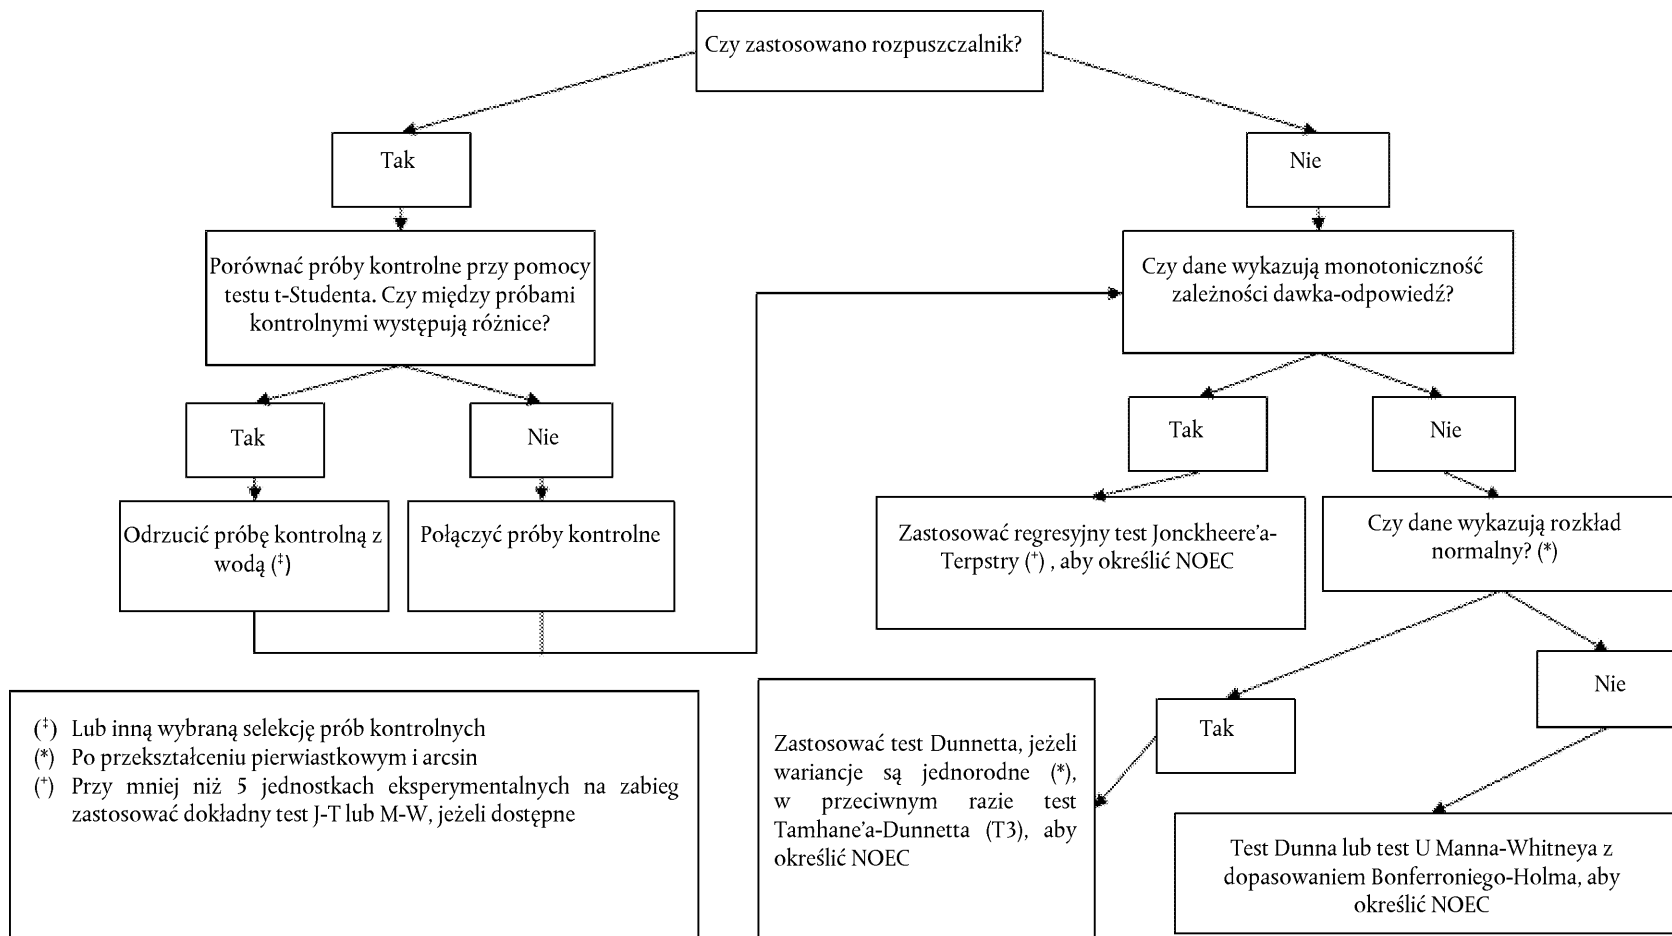 Czy zastosowano rozpuszczalnik?
Tak
Nie
Porównać próby kontrolne przy pomocy
testu t-Studenta. Czy między próbami
kontrolnymi występują różnice?
Czy dane wykazują monotoniczność
zależności dawka-odpowiedź?
Tak
Nie
Tak
Nie
Odrzucić próbę kontrolną z
wodą (‡)
Połączyć próby kontrolne
Zastosować regresyjny test Jonckheere’a-
Terpstry (⁺) , aby określić NOEC
Czy dane wykazują rozkład
normalny? (*)
Nie
Tak
(‡) Lub inną wybraną selekcję prób kontrolnych
(*) Po przekształceniu pierwiastkowym i arcsin
(⁺) Przy mniej niż 5 jednostkach eksperymentalnych na zabieg
zastosować dokładny test J-T lub M-W, jeżeli dostępne
Zastosować test Dunnetta, jeżeli
wariancje są jednorodne (*),
w przeciwnym razie test
Tamhane’a-Dunnetta (T3), aby
określić NOEC
Test Dunna lub test U Manna-Whitneya z
dopasowaniem Bonferroniego-Holma, aby
określić NOEC